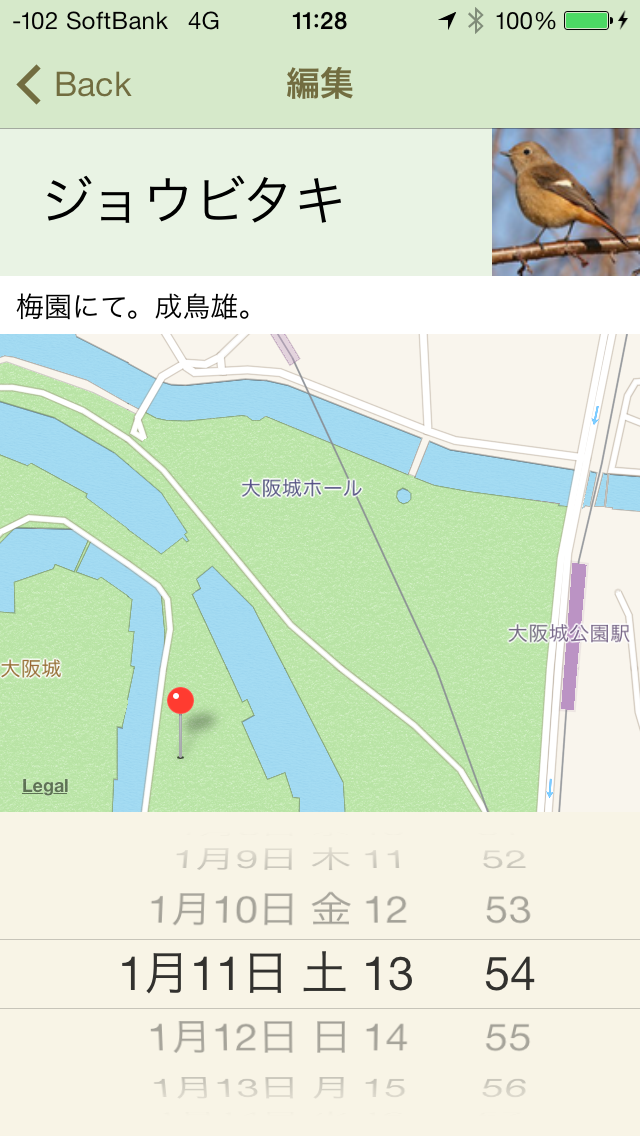 -102 SoftBank 4G 11:28 100%
Back 編集
ジョウビタキ
梅園にて。成鳥雄。
大阪城ホール
大阪城公園駅
大阪城
Legal
1月9日 木 11 52
1月10日 金 12 53
1月11日 土 13 54
1月12日 日 14 55
1月13日 月 15 56